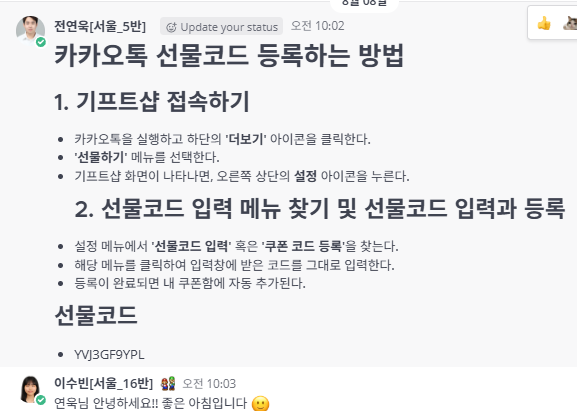 8월 08일
전연욱[서울_5반] Update your status 오전 10:02
카카오톡 선물코드 등록하는 방법
1. 기프트샵 접속하기
• 카카오톡을 실행하고 하단의 '더보기' 아이콘을 클릭한다.
• '선물하기' 메뉴를 선택한다.
• 기프트샵 화면이 나타나면, 오른쪽 상단의 설정 아이콘을 누른다.
2. 선물코드 입력 메뉴 찾기 및 선물코드 입력과 등록
• 설정 메뉴에서 '선물코드 입력' 혹은 '쿠폰 코드 등록'을 찾는다.
• 해당 메뉴를 클릭하여 입력창에 받은 코드를 그대로 입력한다.
• 등록이 완료되면 내 쿠폰함에 자동 추가된다.
선물코드
• YVJ3GF9YPL
이수빈[서울_16반] 오전 10:03
연욱님 안녕하세요!! 좋은 아침입니다